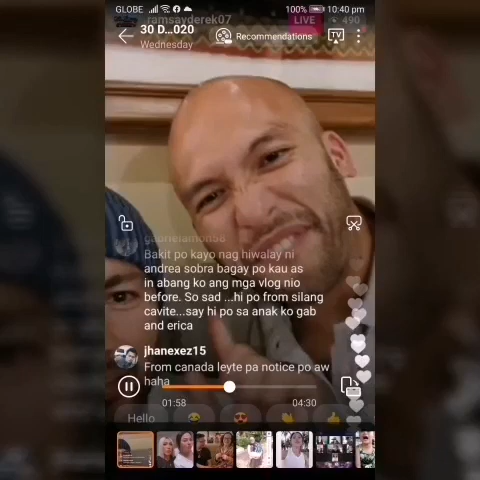 GLOBE 100% 10:40 pm
ramsayderek07 LIVE 490
30 D...020 Recommendations TV
Wednesday
gabrielamon58
Bakit po kayo nag hiwalay ni
andrea sobra bagay po kau as
in abang ko ang mga vlog nio
before. So sad ...hi po from silang
cavite...say hi po sa anak ko gab
and erica
jhanexez15
From canada leyte pa notice po aw
haha
01:58 04:30
Hello